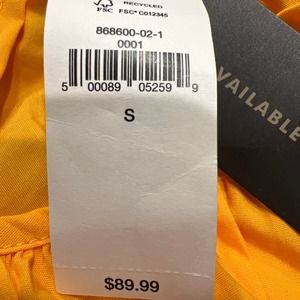 FSC
RECYCLED
FSC® C012345
868600-02-1
0001
5 00089 05259 9
S
$89.99
VAILABLE